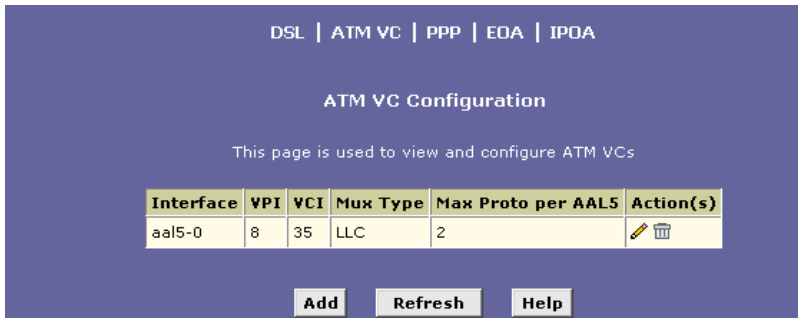 DSL | ATM VC | PPP | EOA | IPOA
ATM VC Configuration
This page is used to view and configure ATM VCs
Interface VPI VCI Mux Type Max Proto per AAL5 Action(s)
aal5-0 8 35 LLC 2
Add Refresh Help